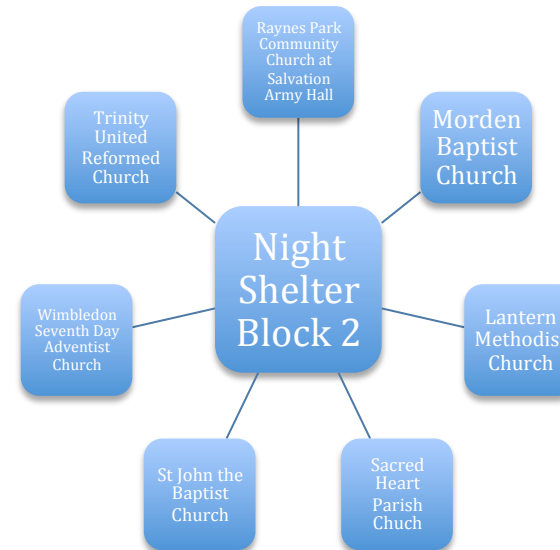 Raynes Park
Community
Church at
Salvation
Army Hall
Trinity
United
Reformed
Church
Morden
Baptist
Church
Night
Shelter
Block 2
Wimbledon
Seventh Day
Adventist
Church
Lantern
Methodis
Church
St John the
Baptist
Church
Sacred
Heart
Parish
Chuch